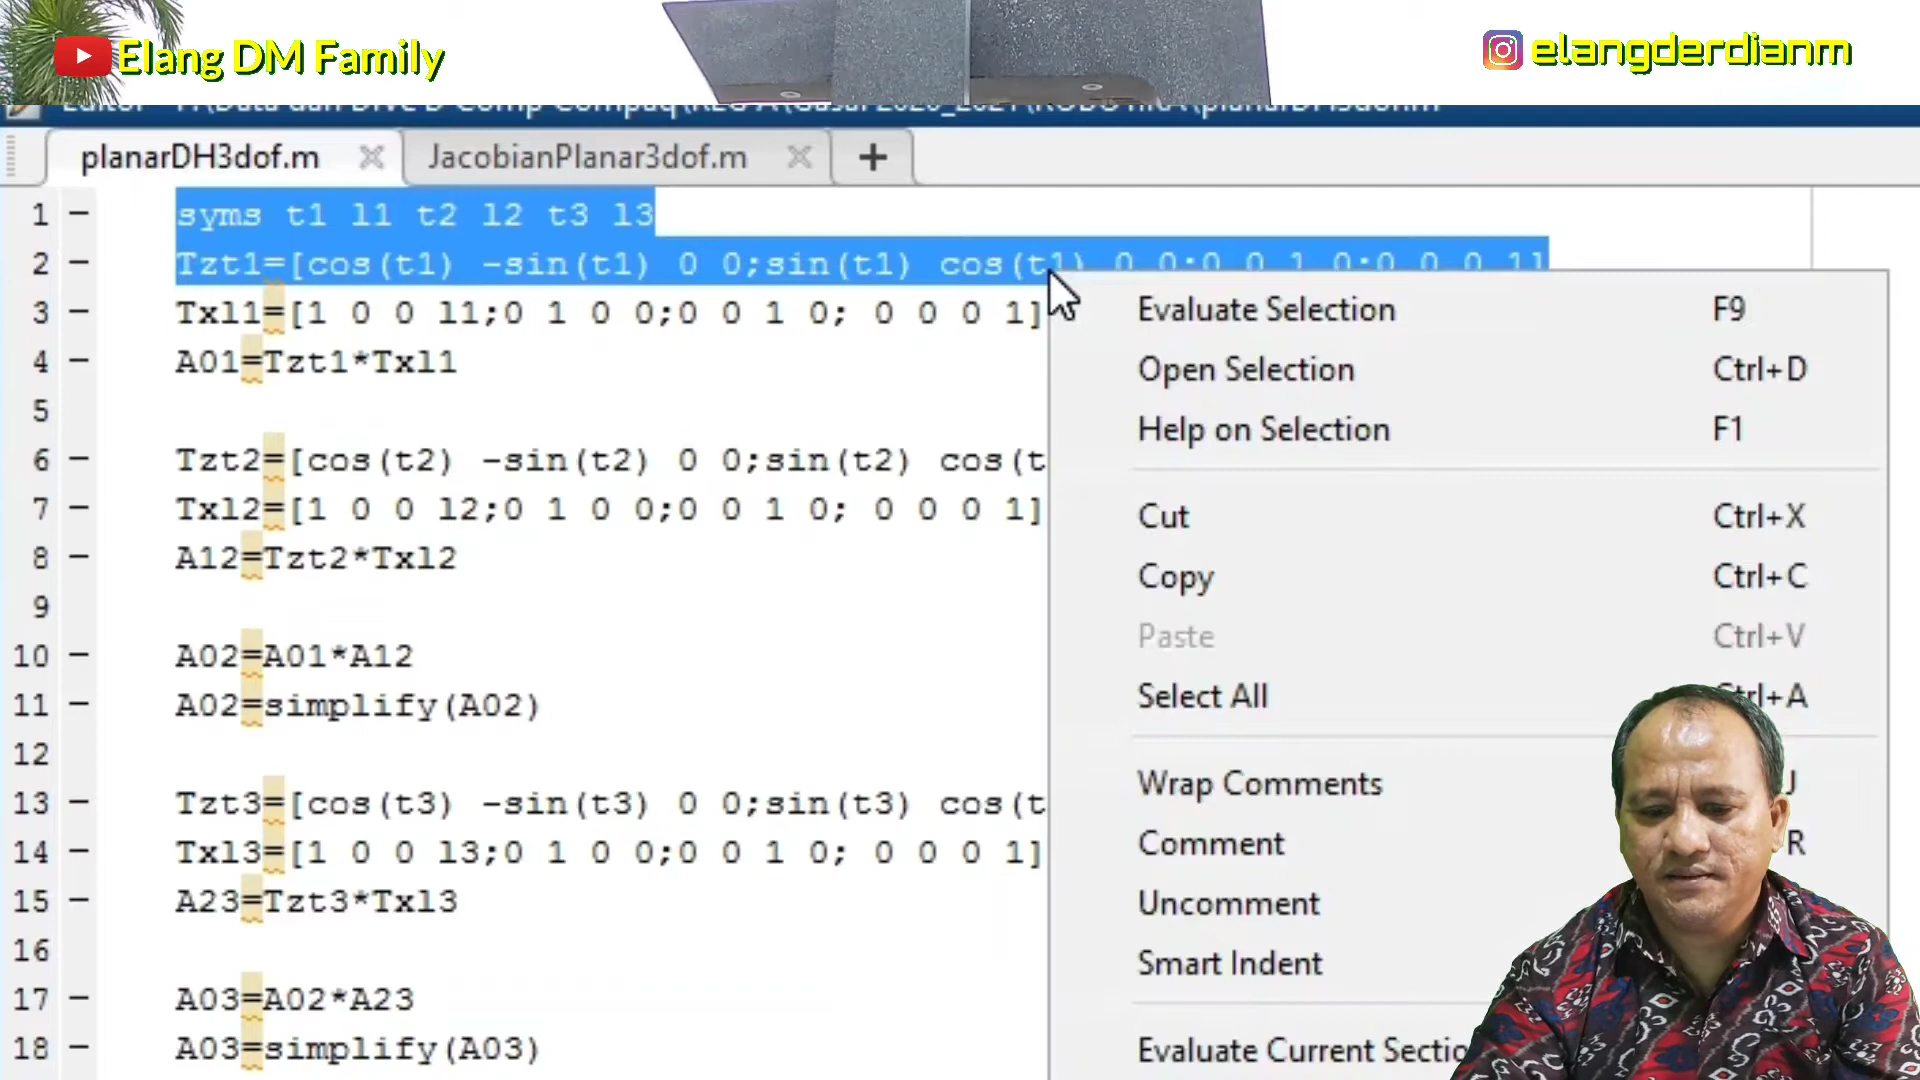 Elang DM Family
elangderdianm
planarDH3dof.m
JacobianPlanar3dof.m
1 syms t1 l1 t2 l2 t3 l3
2 Tzt1=[cos(t1) -sin(t1) 0 0;sin(t1) cos(t1) 0 0;0 0 1 0;0 0 0 1]
3 Txl1=[1 0 0 l1;0 1 0 0;0 0 1 0; 0 0 0 1]
4 A01=Tzt1*Txl1
5
6 Tzt2=[cos(t2) -sin(t2) 0 0;sin(t2) cos(t
7 Txl2=[1 0 0 l2;0 1 0 0;0 0 1 0; 0 0 0 1]
8 A12=Tzt2*Txl2
9
10 A02=A01*A12
11 A02=simplify(A02)
12
13 Tzt3=[cos(t3) -sin(t3) 0 0;sin(t3) cos(t
14 Txl3=[1 0 0 l3;0 1 0 0;0 0 1 0; 0 0 0 1]
15 A23=Tzt3*Txl3
16
17 A03=A02*A23
18 A03=simplify(A03)
Evaluate Selection F9
Open Selection Ctrl+D
Help on Selection F1
Cut Ctrl+X
Copy Ctrl+C
Paste Ctrl+V
Select All Ctrl+A
Wrap Comments J
Comment R
Uncomment
Smart Indent
Evaluate Current Sectio